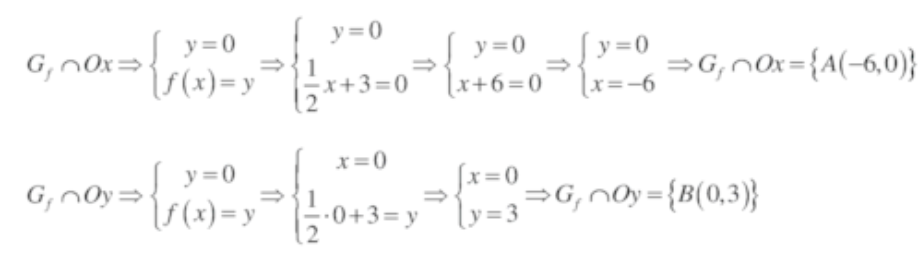 G_f ∩ Ox ⇒ { y = 0 ; f(x) = y ⇒ { y = 0 ; 1/2 x + 3 = 0 ⇒ { y = 0 ; x + 6 = 0 ⇒ { y = 0 ; x = −6 ⇒ G_f ∩ Ox = {A(−6,0)}
G_f ∩ Oy ⇒ { y = 0 ; f(x) = y ⇒ { x = 0 ; 1/2 · 0 + 3 = y ⇒ { x = 0 ; y = 3 ⇒ G_f ∩ Oy = {B(0,3)}